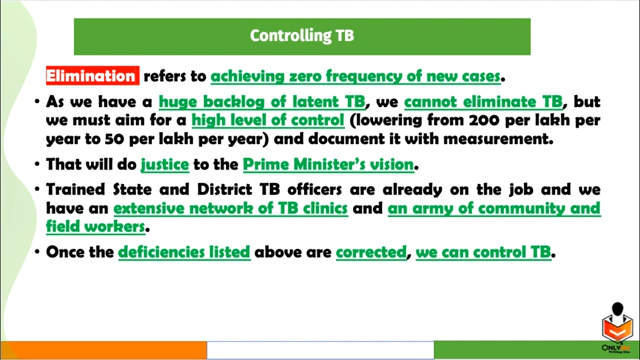 Controlling TB
Elimination refers to achieving zero frequency of new cases.
• As we have a huge backlog of latent TB, we cannot eliminate TB, but
we must aim for a high level of control (lowering from 200 per lakh per
year to 50 per lakh per year) and document it with measurement.
• That will do justice to the Prime Minister's vision.
• Trained State and District TB officers are already on the job and we
have an extensive network of TB clinics and an army of community and
field workers.
• Once the deficiencies listed above are corrected, we can control TB.